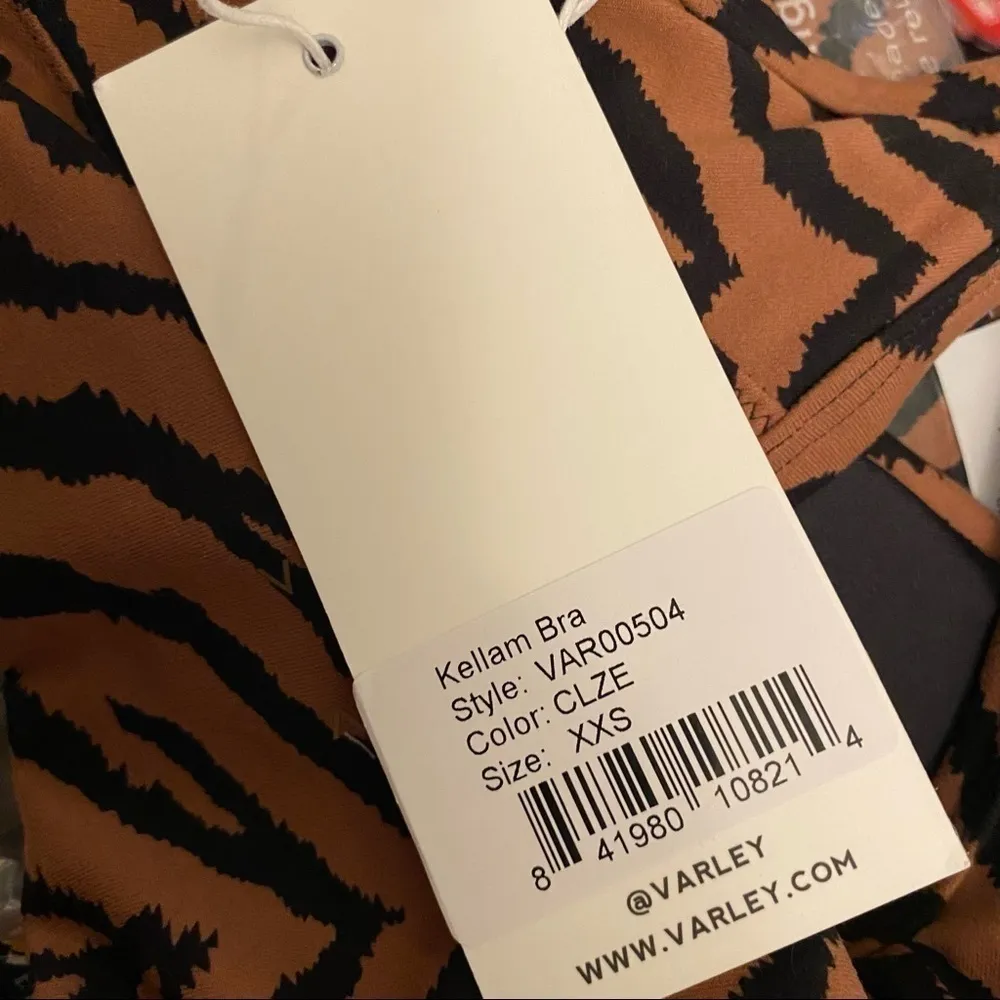 Kellam Bra
Style: VAR00504
Color: CLZE
Size: XXS
8 41980 10821 4
@VARLEY
WWW.VARLEY.COM